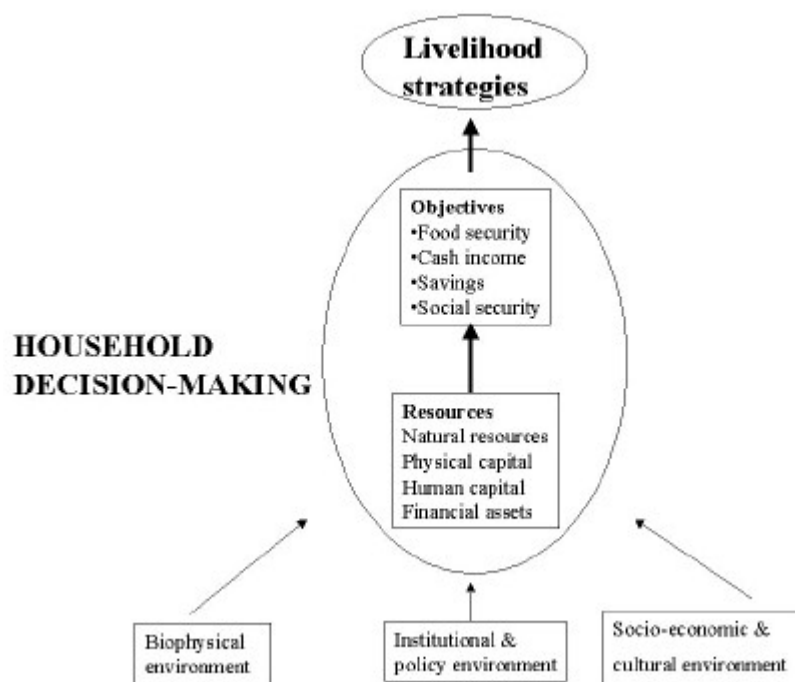 Livelihood
strategies
Objectives
•Food security
•Cash income
•Savings
•Social security
HOUSEHOLD
DECISION-MAKING
Resources
Natural resources
Physical capital
Human capital
Financial assets
Biophysical
environment
Institutional &
policy environment
Socio-economic &
cultural environment